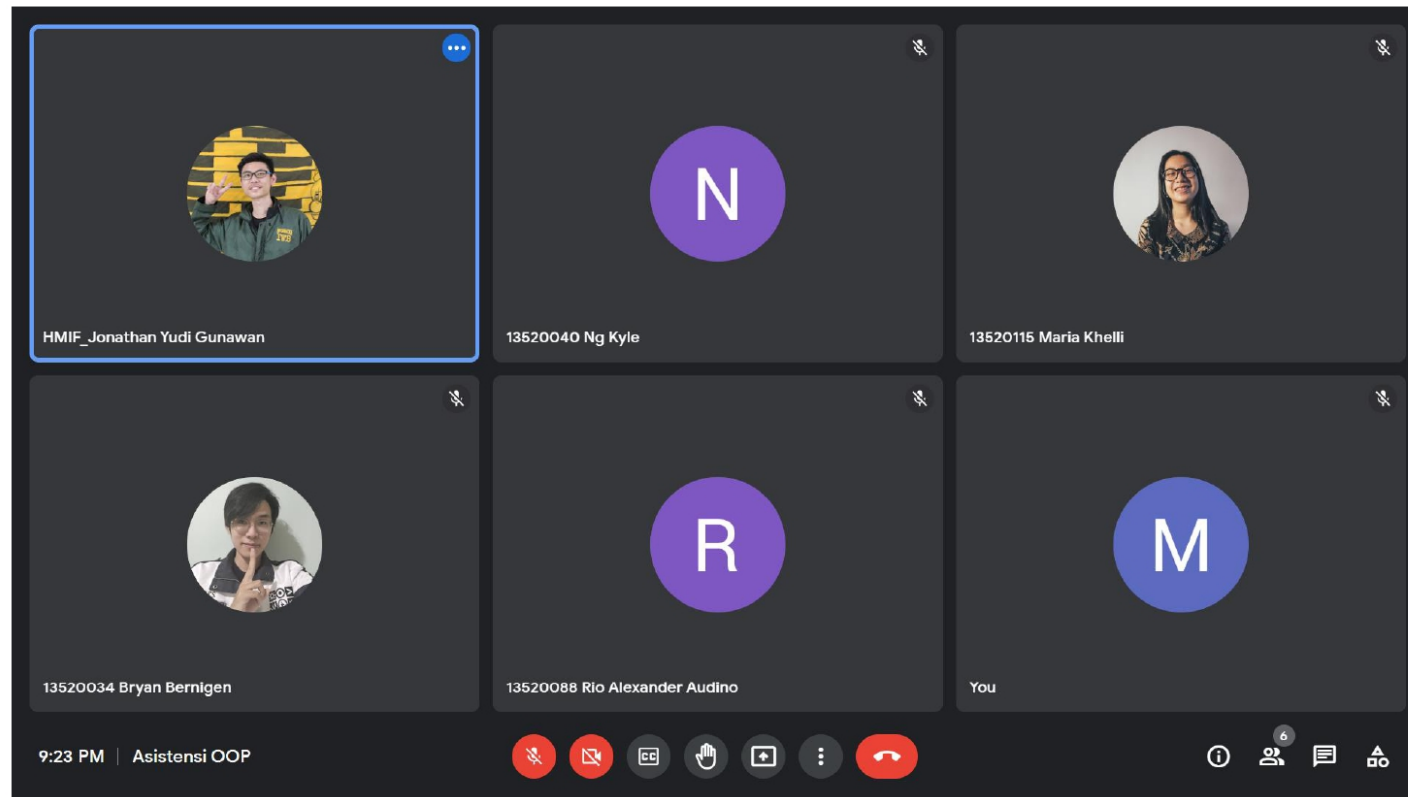 N
HMIF_Jonathan Yudi Gunawan
13520040 Ng Kyle
13520115 Maria Khelli
R
M
13520034 Bryan Bernigen
13520088 Rio Alexander Audino
You
6
9:23 PM | Asistensi OOP
CC